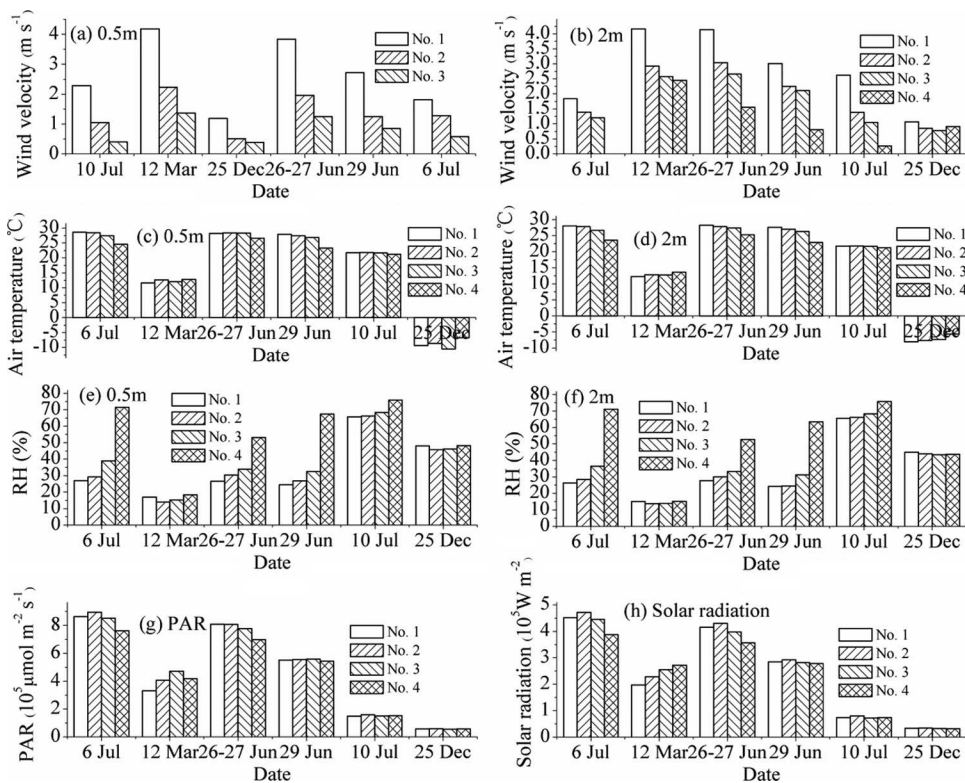 (a) 0.5m
Wind velocity (m s-1)
4
3
2
1
0
No. 1
No. 2
No. 3
10 Jul 12 Mar 25 Dec 26-27 Jun 29 Jun 6 Jul
Date
(b) 2m
Wind velocity (m s-1)
4.0
3.5
3.0
2.5
2.0
1.5
1.0
0.5
0.0
No. 1
No. 2
No. 3
No. 4
6 Jul 12 Mar 26-27 Jun 29 Jun 10 Jul 25 Dec
Date
(c) 0.5m
Air temperature (℃)
30
25
20
15
10
5
0
-5
-10
No. 1
No. 2
No. 3
No. 4
6 Jul 12 Mar 26-27 Jun 29 Jun 10 Jul 25 Dec
Date
(d) 2m
Air temperature (℃)
30
25
20
15
10
5
0
-5
-10
No. 1
No. 2
No. 3
No. 4
6 Jul 12 Mar 26-27 Jun 29 Jun 10 Jul 25 Dec
Date
(e) 0.5m
RH (%)
80
70
60
50
40
30
20
10
0
No. 1
No. 2
No. 3
No. 4
6 Jul 12 Mar 26-27 Jun 29 Jun 10 Jul 25 Dec
Date
(f) 2m
RH (%)
80
70
60
50
40
30
20
10
0
No. 1
No. 2
No. 3
No. 4
6 Jul 12 Mar 26-27 Jun 29 Jun 10 Jul 25 Dec
Date
(g) PAR
PAR (10^5 μmol m-2 s-1)
8
6
4
2
0
No. 1
No. 2
No. 3
No. 4
6 Jul 12 Mar 26-27 Jun 29 Jun 10 Jul 25 Dec
Date
(h) Solar radiation
Solar radiation (10^5 W m-2)
5
4
3
2
1
0
No. 1
No. 2
No. 3
No. 4
6 Jul 12 Mar 26-27 Jun 29 Jun 10 Jul 25 Dec
Date